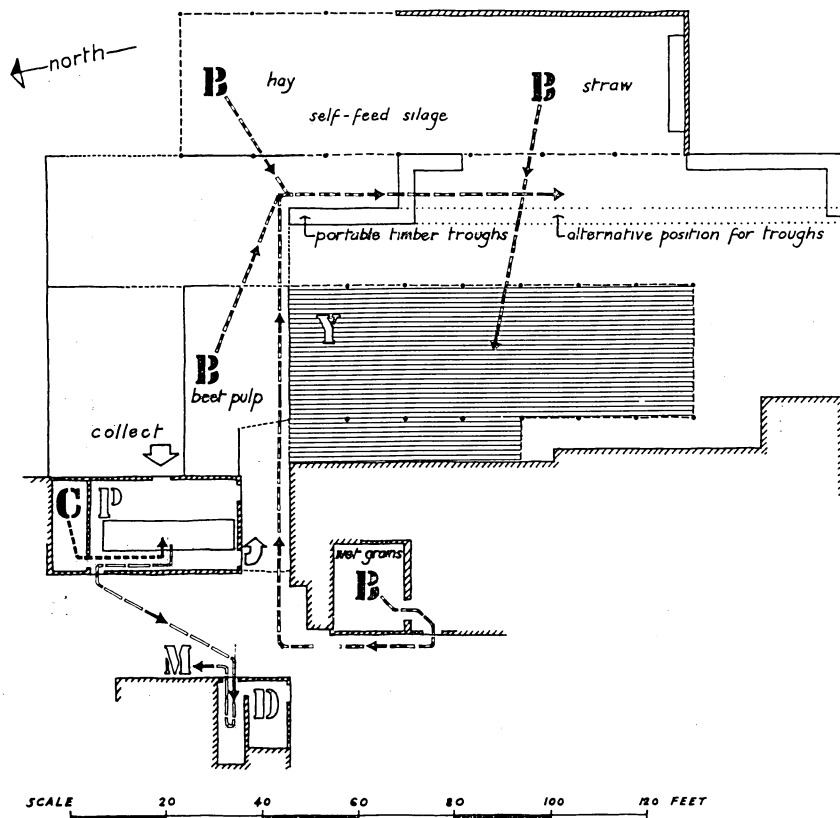 north
B hay
B straw
self-feed silage
portable timber troughs
alternative position for troughs
Y
B
beet pulp
collect
C P
wet grains
B
M
D
SCALE 20 40 60 80 100 120 FEET